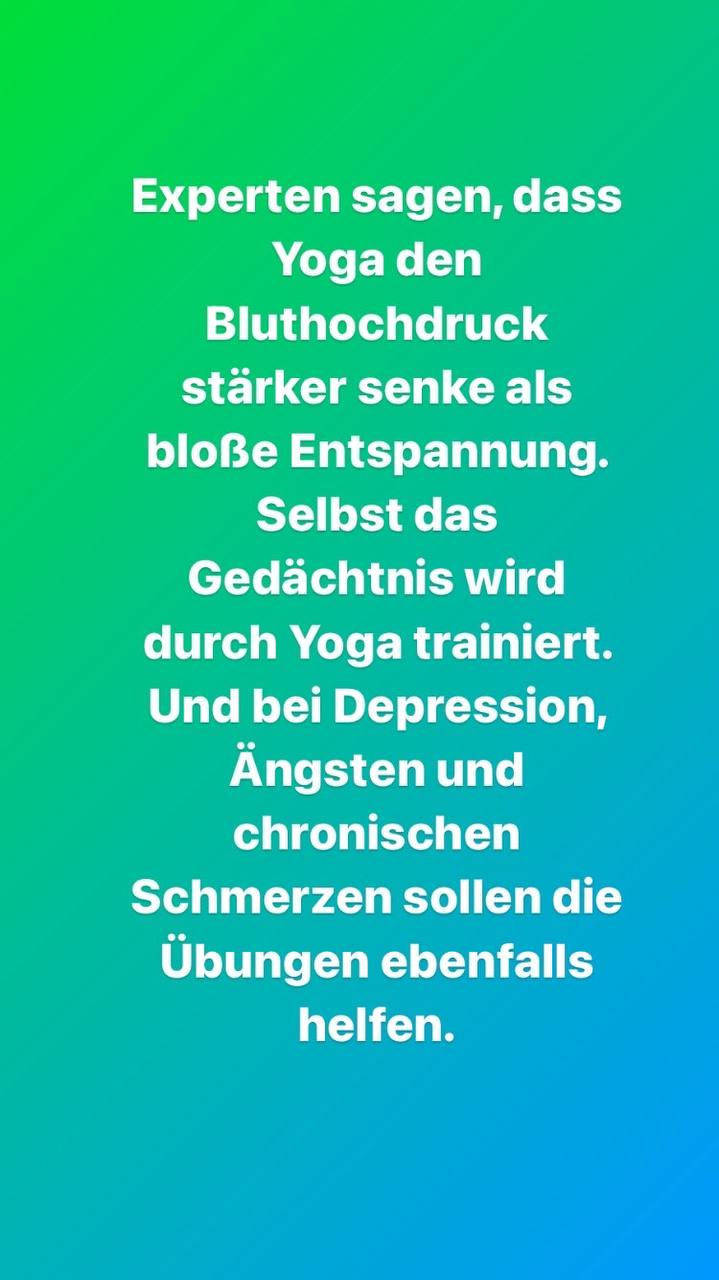 Experten sagen, dass
Yoga den
Bluthochdruck
stärker senke als
bloße Entspannung.
Selbst das
Gedächtnis wird
durch Yoga trainiert.
Und bei Depression,
Ängsten und
chronischen
Schmerzen sollen die
Übungen ebenfalls
helfen.